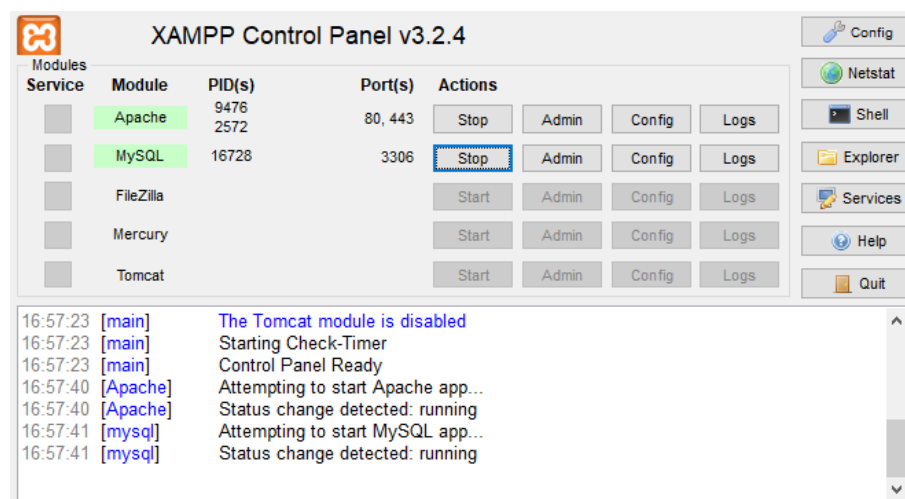 XAMPP Control Panel v3.2.4
Config
Modules
Service Module PID(s) Port(s) Actions
Netstat
Apache 9476 2572 80, 443 Stop Admin Config Logs
Shell
MySQL 16728 3306 Stop Admin Config Logs
Explorer
FileZilla Start Admin Config Logs
Services
Mercury Start Admin Config Logs
Help
Tomcat Start Admin Config Logs
Quit
16:57:23 [main] The Tomcat module is disabled
16:57:23 [main] Starting Check-Timer
16:57:23 [main] Control Panel Ready
16:57:40 [Apache] Attempting to start Apache app...
16:57:40 [Apache] Status change detected: running
16:57:41 [mysql] Attempting to start MySQL app...
16:57:41 [mysql] Status change detected: running